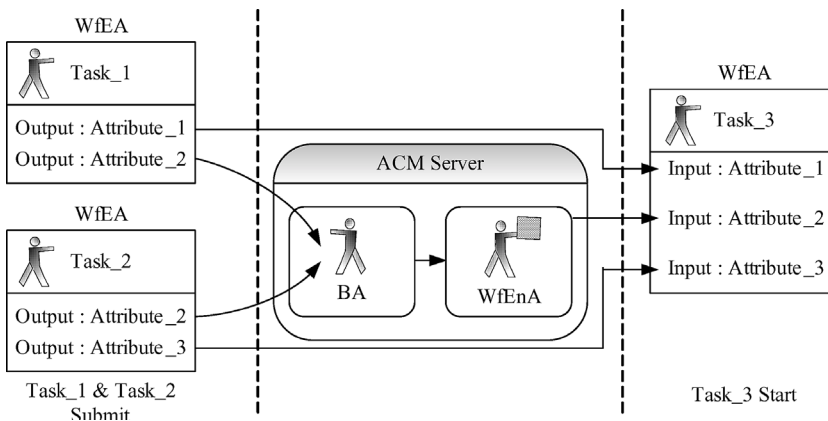 WfEA
Task_1
Output : Attribute_1
Output : Attribute_2
WfEA
Task_2
Output : Attribute_2
Output : Attribute_3
Task_1 & Task_2
Submit
ACM Server
BA
WfEnA
WfEA
Task_3
Input : Attribute_1
Input : Attribute_2
Input : Attribute_3
Task_3 Start